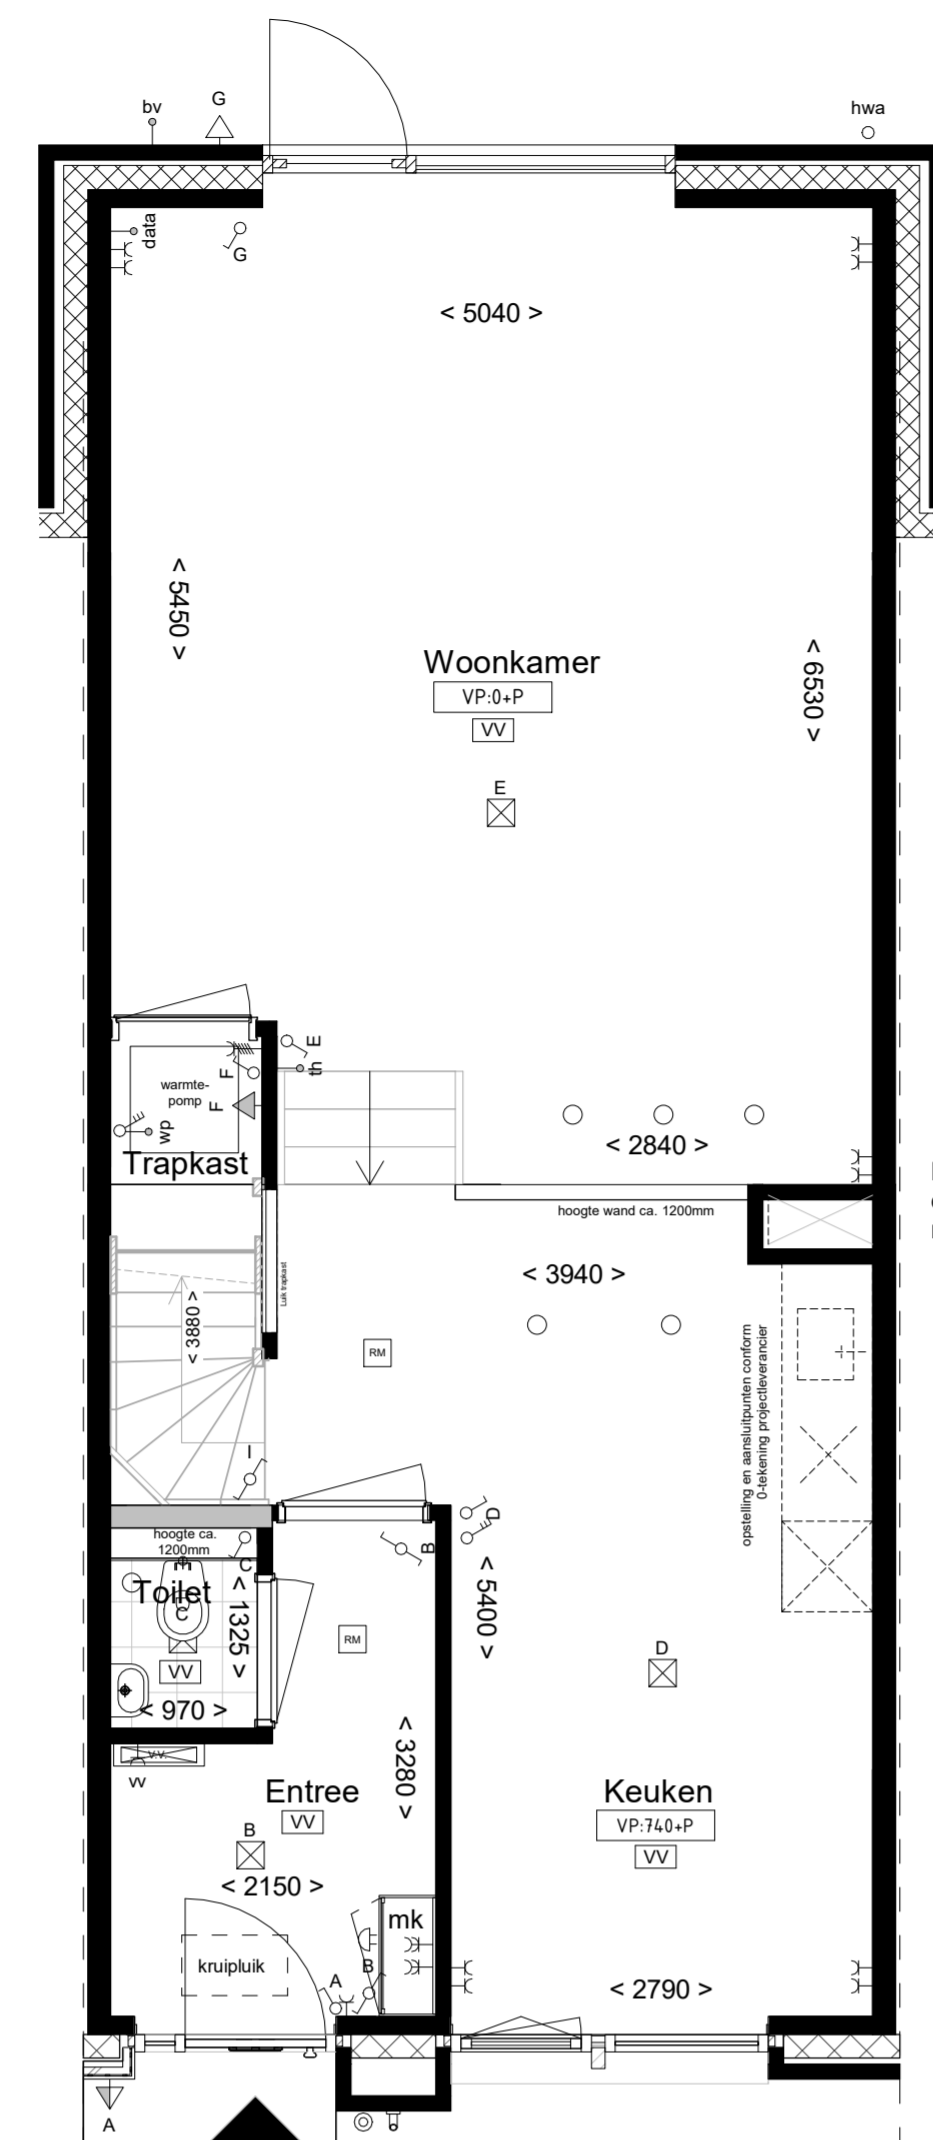 bv
G
hwa
data
G
< 5040 >
< 5450 >
Woonkamer
VP:0+P
VV
< 6530 >
E
E
th
F
F
warmte-
pomp
wp
Trapkast
< 2840 >
hoogte wand ca. 1200mm
Luik trapkast
< 3940 >
< 3880 >
RM
opstelling en aansluitpunten conform
0-tekening projectleverancier
I
D
B
hoogte ca.
1200mm
C
Toilet
C
< 1325 >
VV
< 970 >
RM
< 5400 >
D
V.V.
VV
Entree
VV
< 3280 >
Keuken
VP:740+P
VV
B
< 2150 >
mk
kruipluik
A
B
< 2790 >
A